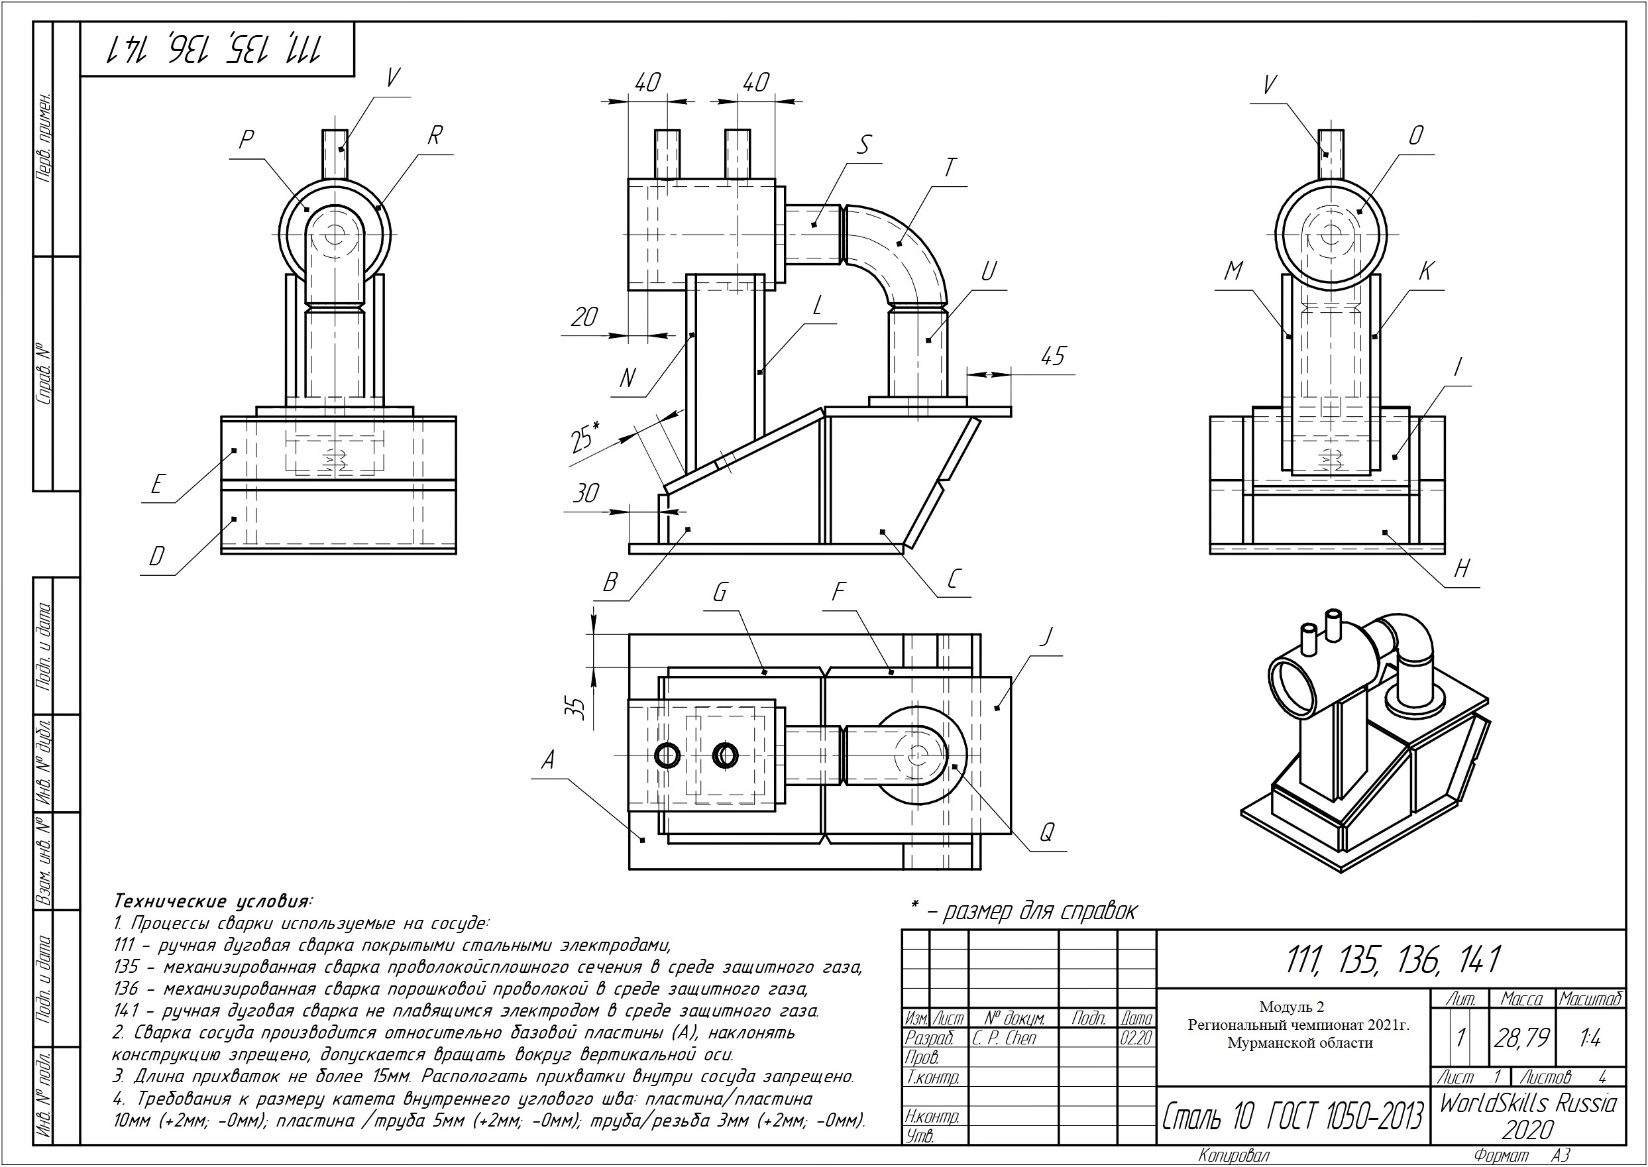 111, 135, 136, 141
Перв. примен.
Справ. №
Подп. и дата
Инв. № дубл.
Взам. инв. №
Подп. и дата
Инв. № подл.
V
P
R
E
D
40
40
S
T
U
L
N
20
45
25*
30
B
C
V
O
M
K
I
H
G
F
J
35
A
Q
Технические условия:
1. Процессы сварки используемые на сосуде:
111 - ручная дуговая сварка покрытыми стальными электродами,
135 - механизированная сварка проволокойсплошного сечения в среде защитного газа,
136 - механизированная сварка порошковой проволокой в среде защитного газа,
141 - ручная дуговая сварка не плавящимся электродом в среде защитного газа.
2. Сварка сосуда производится относительно базовой пластины (А), наклонять
конструкцию зпрещено, допускается вращать вокруг вертикальной оси.
3. Длина прихваток не более 15мм. Распологать прихватки внутри сосуда запрещено.
4. Требования к размеру катета внутреннего углового шва: пластина/пластина
10мм (+2мм; -0мм); пластина /труба 5мм (+2мм; -0мм); труба/резьба 3мм (+2мм; -0мм).
* - размер для справок
111, 135, 136, 141
Модуль 2
Региональный чемпионат 2021г.
Мурманской области
Изм. Лист № докум. Подп. Дата
Разраб. C. P. Chen 02.20
Пров.
Т.контр.
Н.контр.
Утв.
Лит. Масса Масштаб
1 28,79 1:4
Лист 1 Листов 4
Сталь 10 ГОСТ 1050-2013
WorldSkills Russia
2020
Копировал Формат А3